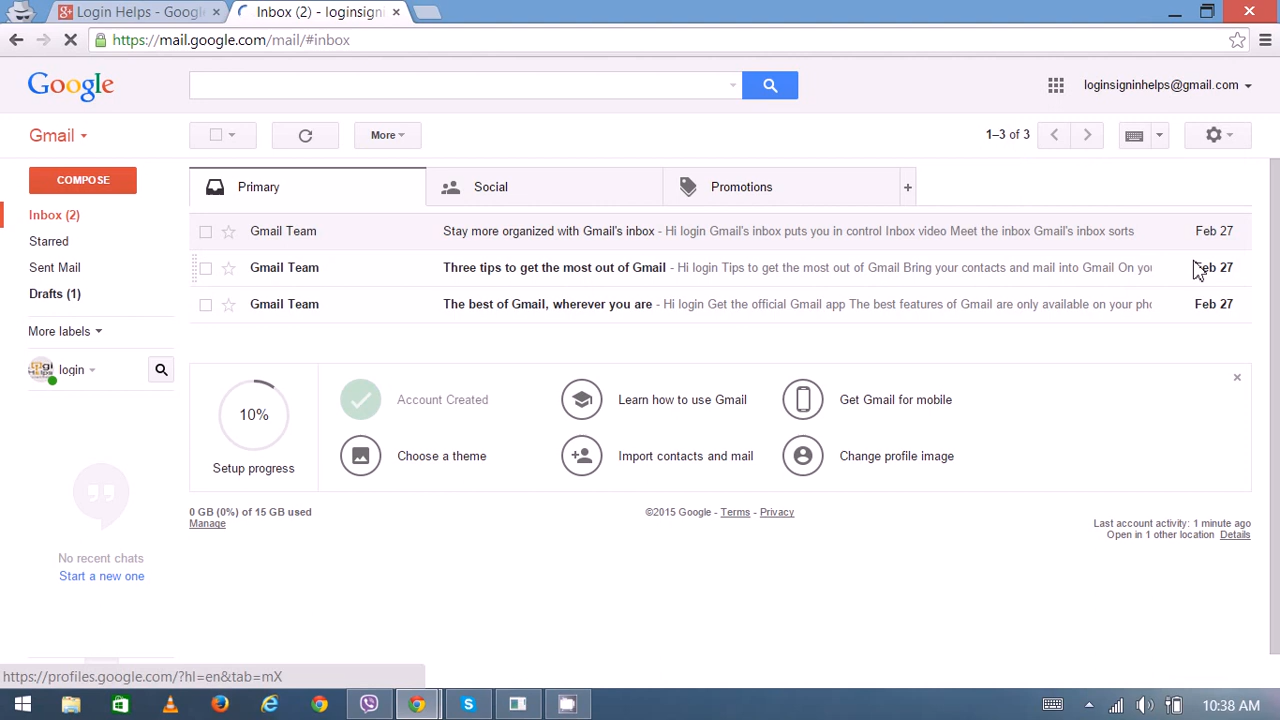 Login Helps - Google
Inbox (2) - loginsigni
https://mail.google.com/mail/#inbox
Google
loginsigninhelps@gmail.com
Gmail
More
1–3 of 3
COMPOSE
Primary
Social
Promotions
+
Inbox (2)
Starred
Sent Mail
Drafts (1)
More labels
login
Gmail Team Stay more organized with Gmail's inbox - Hi login Gmail's inbox puts you in control Inbox video Meet the inbox Gmail's inbox sorts Feb 27
Gmail Team Three tips to get the most out of Gmail - Hi login Tips to get the most out of Gmail Bring your contacts and mail into Gmail On you Feb 27
Gmail Team The best of Gmail, wherever you are - Hi login Get the official Gmail app The best features of Gmail are only available on your pho Feb 27
10%
Setup progress
Account Created
Learn how to use Gmail
Get Gmail for mobile
Choose a theme
Import contacts and mail
Change profile image
0 GB (0%) of 15 GB used
Manage
©2015 Google - Terms - Privacy
Last account activity: 1 minute ago
Open in 1 other location Details
No recent chats
Start a new one
https://profiles.google.com/?hl=en&tab=mX
10:38 AM